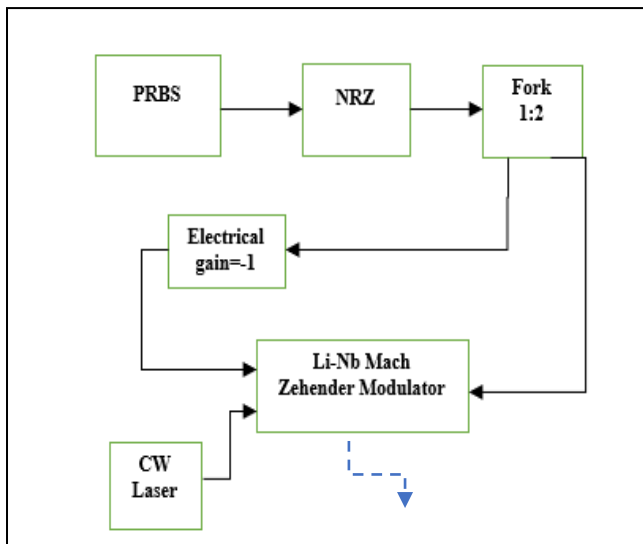 PRBS
NRZ
Fork
1:2
Electrical
gain=-1
Li-Nb Mach
Zehender Modulator
CW
Laser